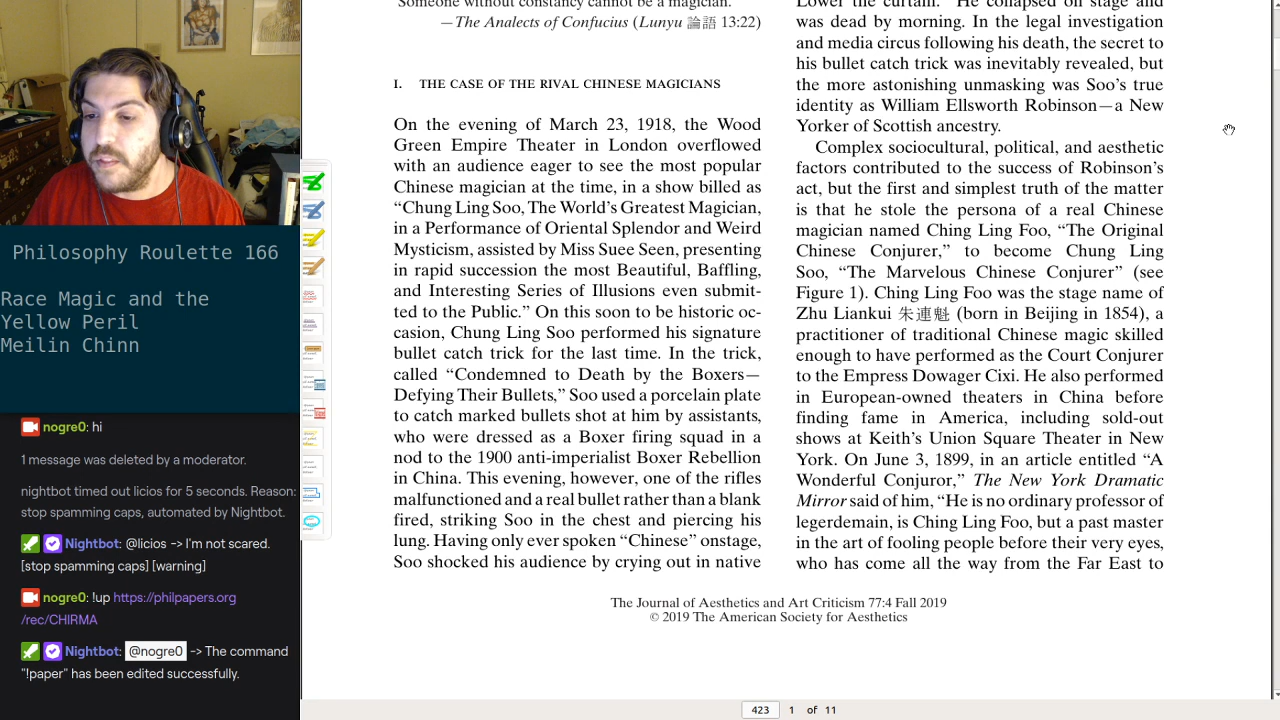 Philosophy Roulette 166
Race Magic and the
Yellow Peril
Meilin Chinn
nogre0: hi
1 message was deleted by a moderator.
nightbot timed out licios for 5 seconds. Reason:
stop spamming caps, automated by Nightbot.
Nightbot: @licios -> I'm not scared.
[stop spamming caps] [warning]
nogre0: !up https://philpapers.org
/rec/CHIRMA
Nightbot: @nogre0 -> The command
"!paper" has been edited successfully.
Someone without constancy cannot be a magician.
—The Analects of Confucius (Lunyu 論語 13:22)
I. THE CASE OF THE RIVAL CHINESE MAGICIANS
On the evening of March 23, 1918, the Wood
Green Empire Theater in London overflowed
with an audience eager to see the most popular
Chinese magician at the time, in a show billed as
“Chung Ling Soo, The World’s Greatest Magician,
in a Performance of Oriental Splendor and Weird
Mysticism, assisted by Miss Suee Seen, presenting
in rapid succession the most Beautiful, Baffling,
and Interesting Series of Illusions even submit-
ted to the Public.” On this soon to be historic oc-
casion, Chung Ling Soo performed his signature
bullet catch trick for the last time in the act he
called “Condemned to Death by the Boxers—
Defying Their Bullets.” Soo used a porcelain plate
to catch marked bullets shot at him by assistants
who were dressed as a Boxer firing squad in a
nod to the 1900 anti-imperialist Boxer Rebellion
in China. This evening, however, one of the guns
malfunctioned and a real bullet rather than blank
fired, striking Soo in the chest and piercing his
lung. Having only ever spoken “Chinese” onstage,
Soo shocked his audience by crying out in native
Lower the curtain.” He collapsed on stage and
was dead by morning. In the legal investigation
and media circus following his death, the secret to
his bullet catch trick was inevitably revealed, but
the more astonishing unmasking was Soo’s true
identity as William Ellsworth Robinson—a New
Yorker of Scottish ancestry.
Complex sociocultural, political, and aesthetic
factors contributed to the success of Robinson’s
act, but the first and simplest truth of the matter
is that he stole the persona of a real Chinese
magician named Ching Ling Foo, “The Original
Chinese Conjurer,” to become Chung Ling
Soo, “The Marvelous Chinese Conjurer” (see
Figure 1). Ching Ling Foo was the stage name of
Zhu Liankui 朱連魁 (born in Beijing in 1854), a
master of traditional Chinese magic renowned
enough to have performed as Court Conjurer
to the Empress Dowager Cixi. He also performed
in European-owned theaters in China before
finding fame in America, including sold-out
shows at Keith’s Union Square Theater in New
York. On June 3, 1899, in an article entitled “A
Wonderful Conjuror,” The New York Dramatic
Mirror said of Foo: “He is no ordinary performer of
legerdemain, is Ching Ling Foo, but a past master
in the art of fooling people before their very eyes,
who has come all the way from the Far East to
The Journal of Aesthetics and Art Criticism 77:4 Fall 2019
© 2019 The American Society for Aesthetics
423 1 of 11